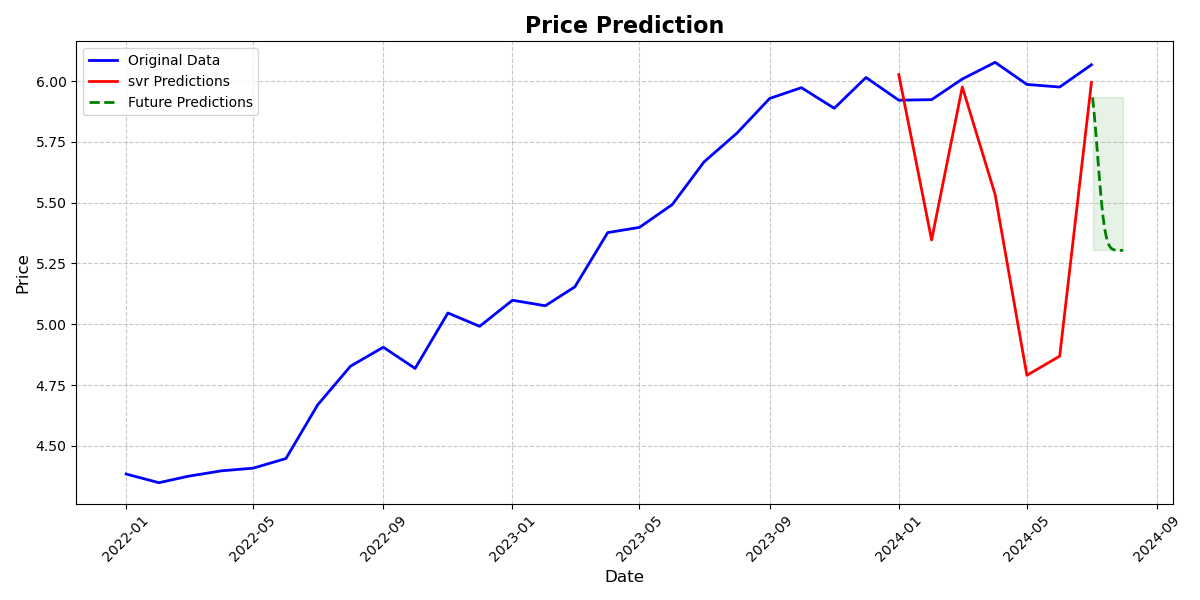 Price Prediction
Original Data
svr Predictions
Future Predictions
Price
6.00
5.75
5.50
5.25
5.00
4.75
4.50
2022-01
2022-05
2022-09
2023-01
2023-05
2023-09
2024-01
2024-05
2024-09
Date